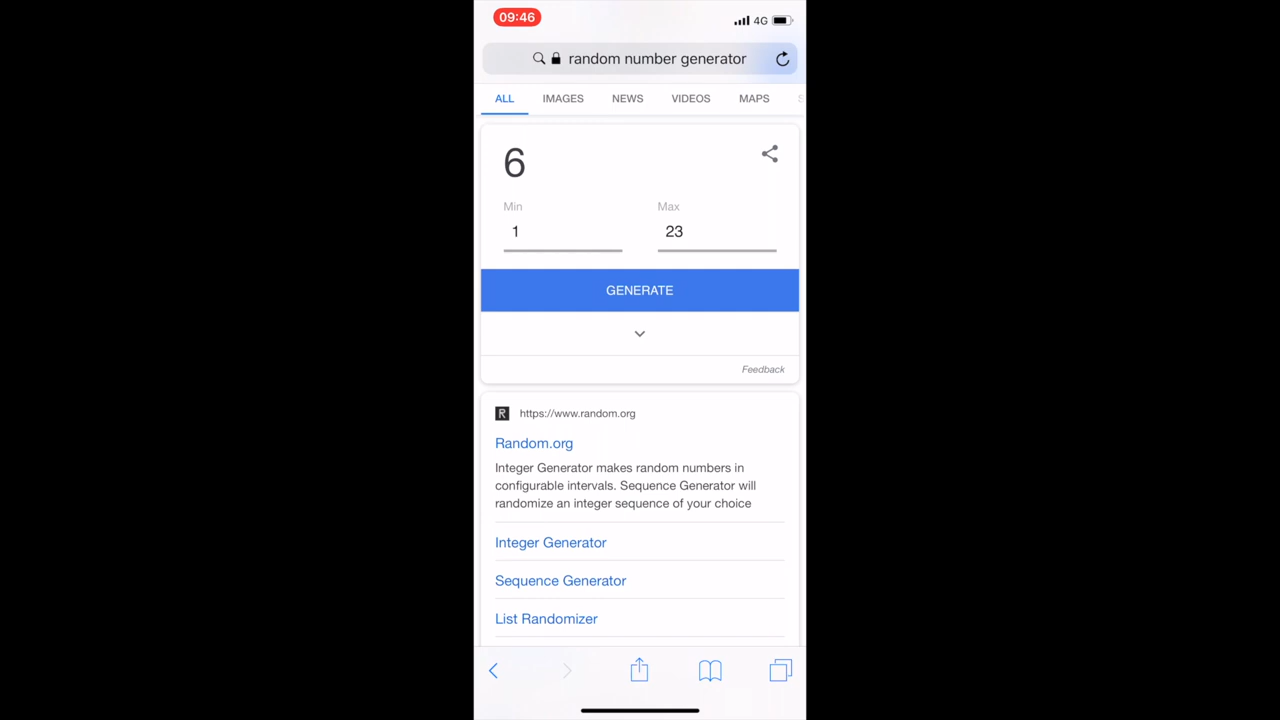 09:46
4G
random number generator
ALL IMAGES NEWS VIDEOS MAPS
6
Min Max
1 23
GENERATE
Feedback
R https://www.random.org
Random.org
Integer Generator makes random numbers in
configurable intervals. Sequence Generator will
randomize an integer sequence of your choice
Integer Generator
Sequence Generator
List Randomizer